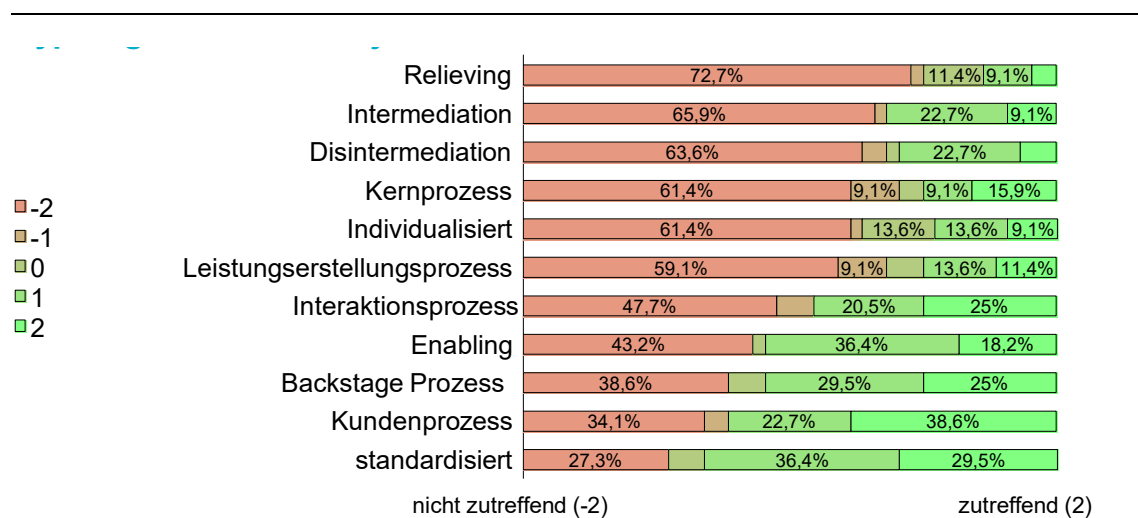 Relieving 72,7% 11,4% 9,1%
Intermediation 65,9% 22,7% 9,1%
Disintermediation 63,6% 22,7%
Kernprozess 61,4% 9,1% 9,1% 15,9%
Individualisiert 61,4% 13,6% 13,6% 9,1%
Leistungserstellungsprozess 59,1% 9,1% 13,6% 11,4%
Interaktionsprozess 47,7% 20,5% 25%
Enabling 43,2% 36,4% 18,2%
Backstage Prozess 38,6% 29,5% 25%
Kundenprozess 34,1% 22,7% 38,6%
standardisiert 27,3% 36,4% 29,5%
-2
-1
0
1
2
nicht zutreffend (-2) zutreffend (2)